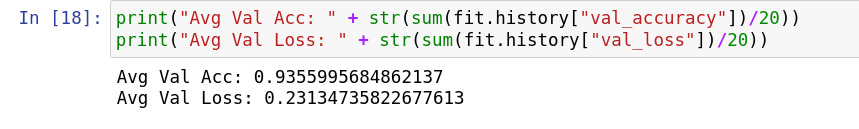 In [18]: print("Avg Val Acc: " + str(sum(fit.history["val_accuracy"])/20))
print("Avg Val Loss: " + str(sum(fit.history["val_loss"])/20))
Avg Val Acc: 0.9355995684862137
Avg Val Loss: 0.23134735822677613